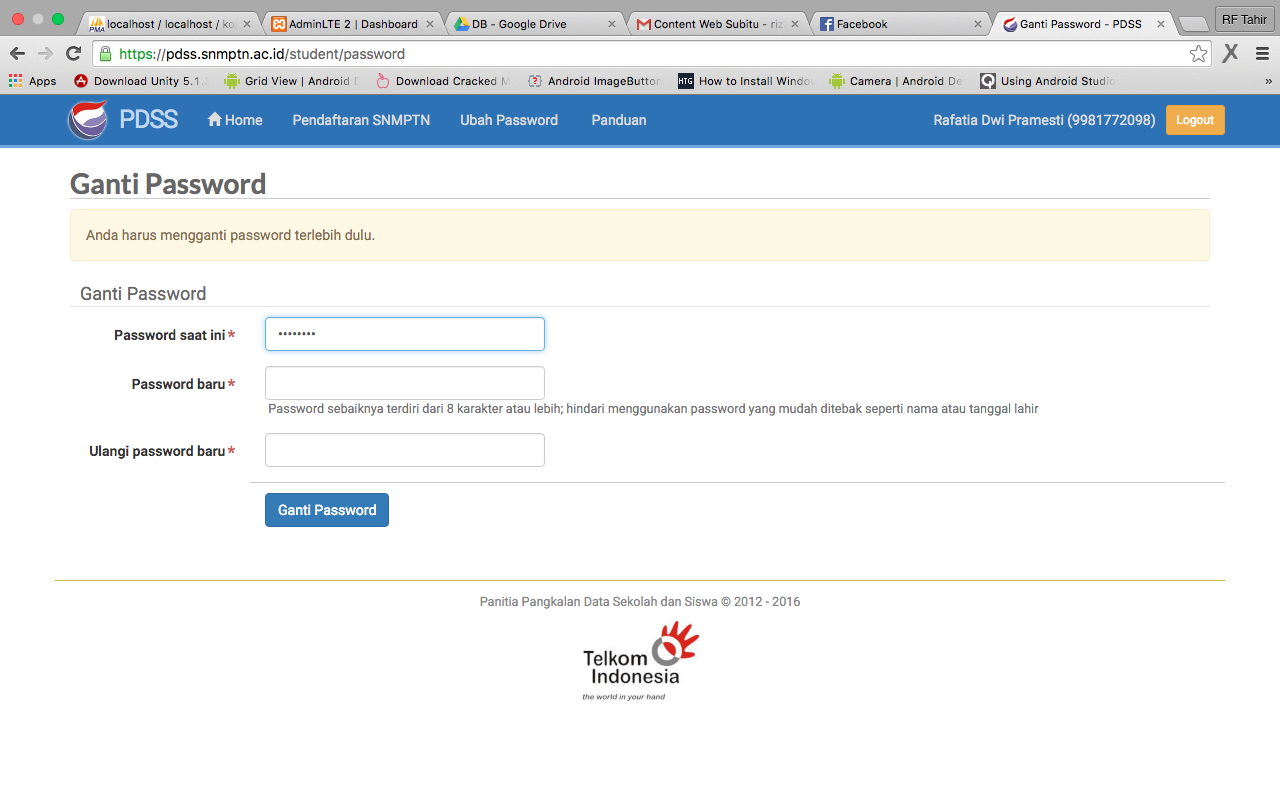 localhost / localhost / ko
AdminLTE 2 | Dashboard
DB - Google Drive
Content Web Subitu - riz
Facebook
Ganti Password - PDSS
RF Tahir
https://pdss.snmptn.ac.id/student/password
Apps
Download Unity 5.1.
Grid View | Android
Download Cracked M
Android ImageButton
HTG
How to Install Windo
Camera | Android De
Using Android Studio
»
PDSS
Home
Pendaftaran SNMPTN
Ubah Password
Panduan
Rafatia Dwi Pramesti (9981772098)
Logout
Ganti Password
Anda harus mengganti password terlebih dulu.
Ganti Password
Password saat ini *
••••••••
Password baru *
Password sebaiknya terdiri dari 8 karakter atau lebih; hindari menggunakan password yang mudah ditebak seperti nama atau tanggal lahir
Ulangi password baru *
Ganti Password
Panitia Pangkalan Data Sekolah dan Siswa © 2012 - 2016
Telkom
Indonesia
the world in your hand